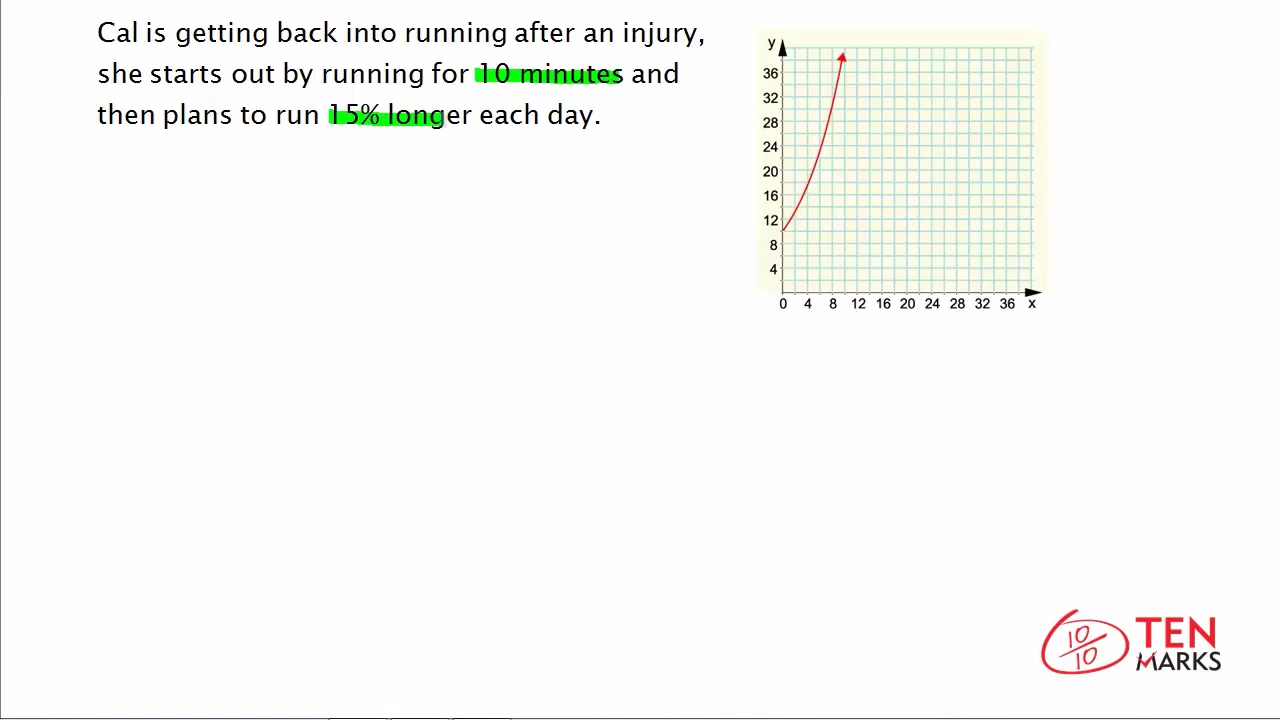 Cal is getting back into running after an injury,
she starts out by running for 10 minutes and
then plans to run 15% longer each day.
y
36
32
28
24
20
16
12
8
4
0 4 8 12 16 20 24 28 32 36 x
10
10
TEN
MARKS